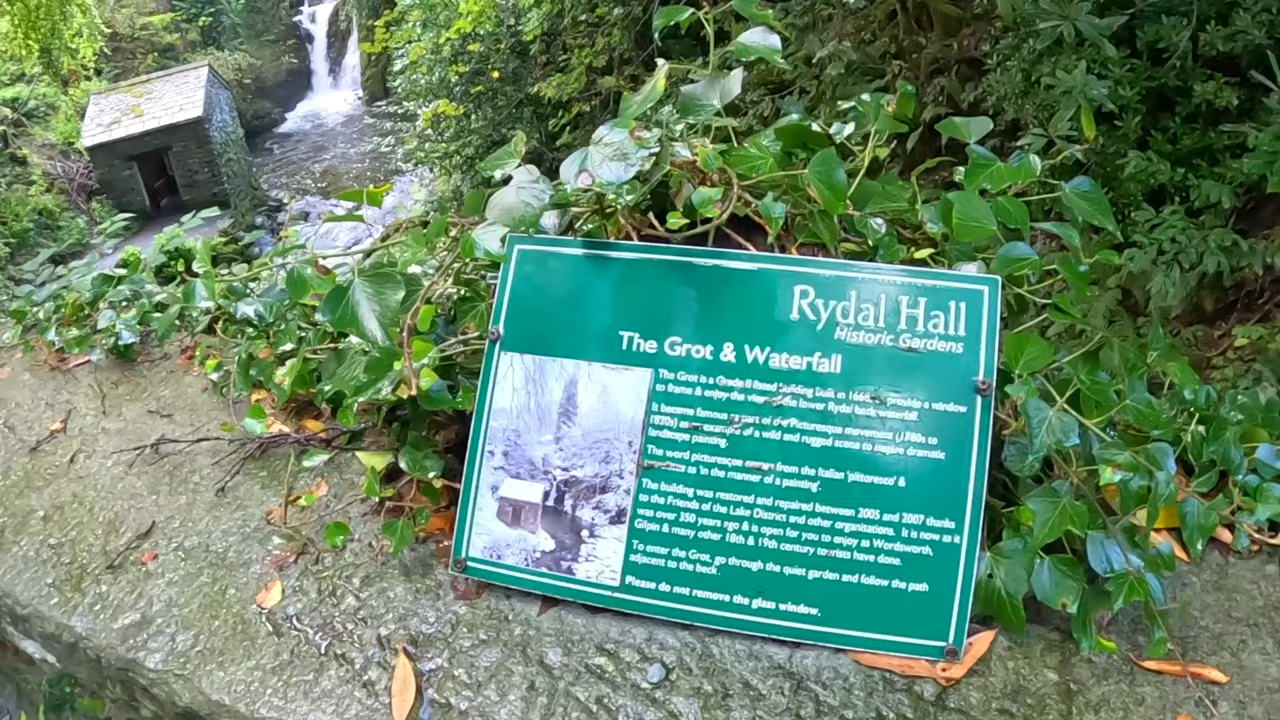 Rydal Hall
Historic Gardens
The Grot & Waterfall
The Grot is a Grade II listed building built in 1668, to provide a window
to frame & enjoy the view of the lower Rydal beck waterfall.
It became famous as part of the Picturesque movement (1780s to
1830s) as an example of a wild and rugged scene to inspire dramatic
landscape painting.
The word picturesque comes from the Italian 'pittoresco' &
as 'in the manner of a painting'.
The building was restored and repaired between 2005 and 2007 thanks
to the Friends of the Lake District and other organisations. It is now as it
was over 350 years ago & is open for you to enjoy as Wordsworth,
Gilpin & many other 18th & 19th century tourists have done.
To enter the Grot, go through the quiet garden and follow the path
adjacent to the beck.
Please do not remove the glass window.